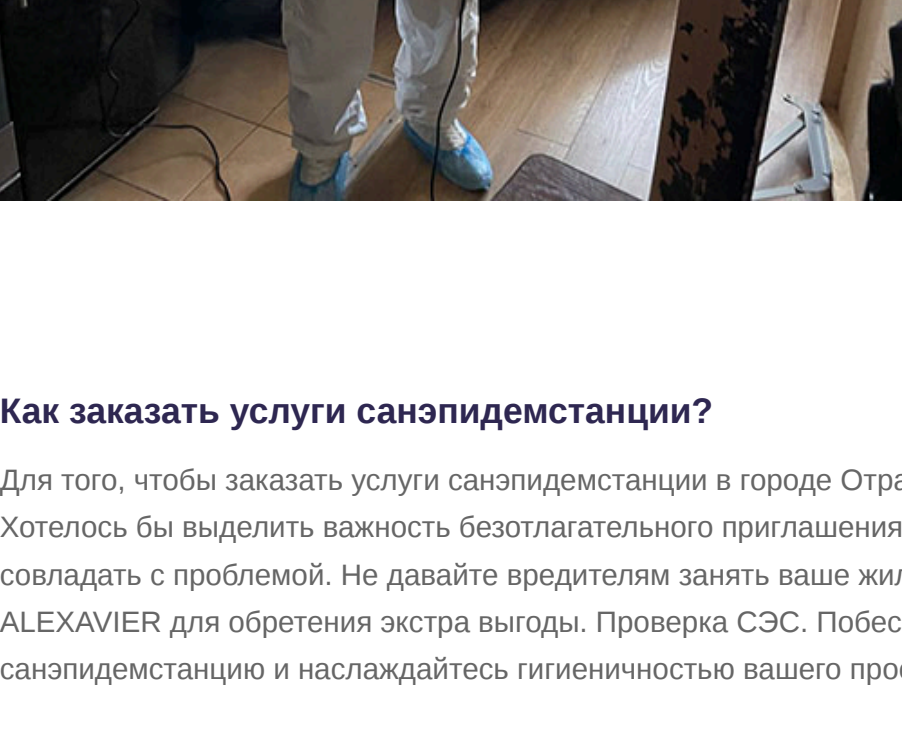 Как заказать услуги санэпидемстанции?
Для того, чтобы заказать услуги санэпидемстанции в городе
Хотелось бы выделить важность безотлагательного приглашения
совладать с проблемой. Не давайте вредителям занять ваше
ALEXAVIER для обретения экстра выгоды. Проверка СЭС.
санэпидемстанцию и наслаждайтесь гигиеничностью вашего